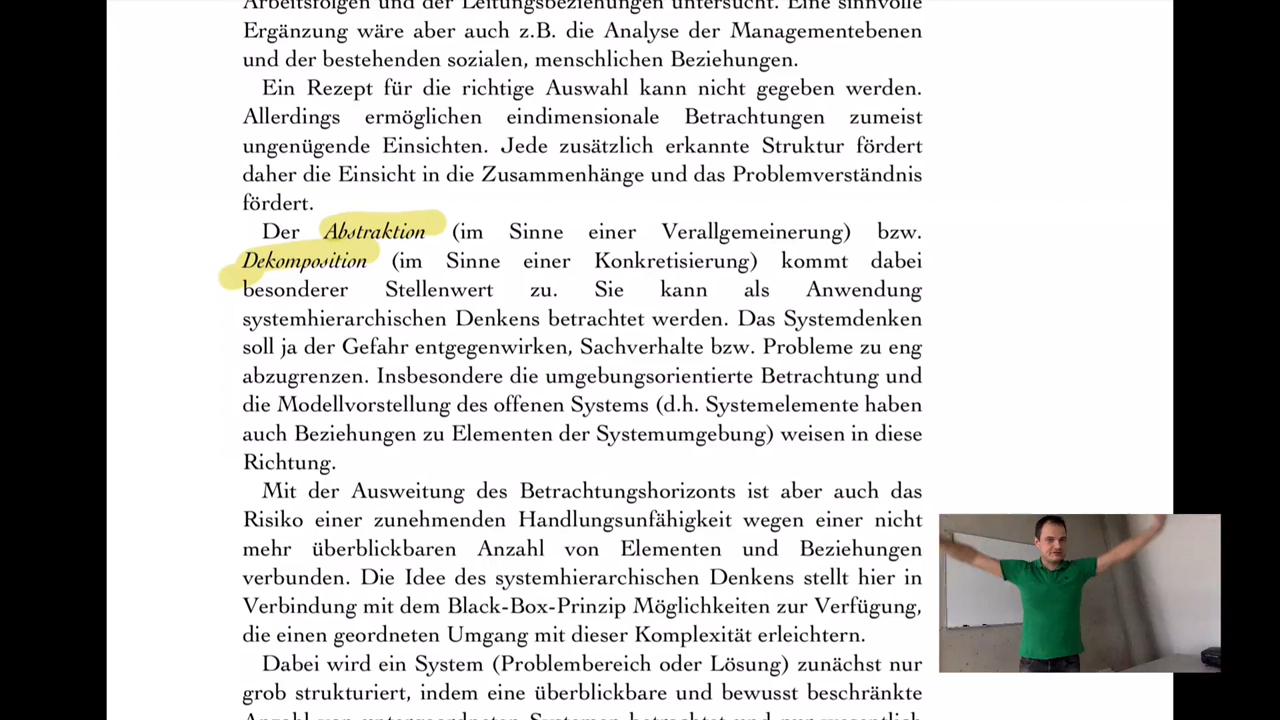 Arbeitsfolgen und der Leitungsbeziehungen untersucht. Eine sinnvolle
Ergänzung wäre aber auch z.B. die Analyse der Managementebenen
und der bestehenden sozialen, menschlichen Beziehungen.
Ein Rezept für die richtige Auswahl kann nicht gegeben werden.
Allerdings ermöglichen eindimensionale Betrachtungen zumeist
ungenügende Einsichten. Jede zusätzlich erkannte Struktur fördert
daher die Einsicht in die Zusammenhänge und das Problemverständnis
fördert.
Der Abstraktion (im Sinne einer Verallgemeinerung) bzw.
Dekomposition (im Sinne einer Konkretisierung) kommt dabei
besonderer Stellenwert zu. Sie kann als Anwendung
systemhierarchischen Denkens betrachtet werden. Das Systemdenken
soll ja der Gefahr entgegenwirken, Sachverhalte bzw. Probleme zu eng
abzugrenzen. Insbesondere die umgebungsorientierte Betrachtung und
die Modellvorstellung des offenen Systems (d.h. Systemelemente haben
auch Beziehungen zu Elementen der Systemumgebung) weisen in diese
Richtung.
Mit der Ausweitung des Betrachtungshorizonts ist aber auch das
Risiko einer zunehmenden Handlungsunfähigkeit wegen einer nicht
mehr überblickbaren Anzahl von Elementen und Beziehungen
verbunden. Die Idee des systemhierarchischen Denkens stellt hier in
Verbindung mit dem Black-Box-Prinzip Möglichkeiten zur Verfügung,
die einen geordneten Umgang mit dieser Komplexität erleichtern.
Dabei wird ein System (Problembereich oder Lösung) zunächst nur
grob strukturiert, indem eine überblickbare und bewusst beschränkte
Anzahl von untergeordneten Systemen betrachtet und nur wesentlich